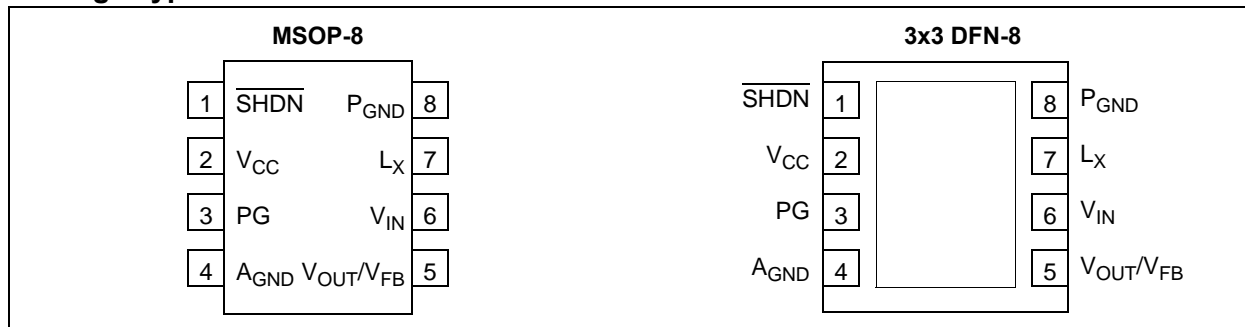 MSOP-8
1 SHDN PGND 8
2 VCC LX 7
3 PG VIN 6
4 AGND VOUT/VFB 5
3x3 DFN-8
SHDN 1 8 PGND
VCC 2 7 LX
PG 3 6 VIN
AGND 4 5 VOUT/VFB